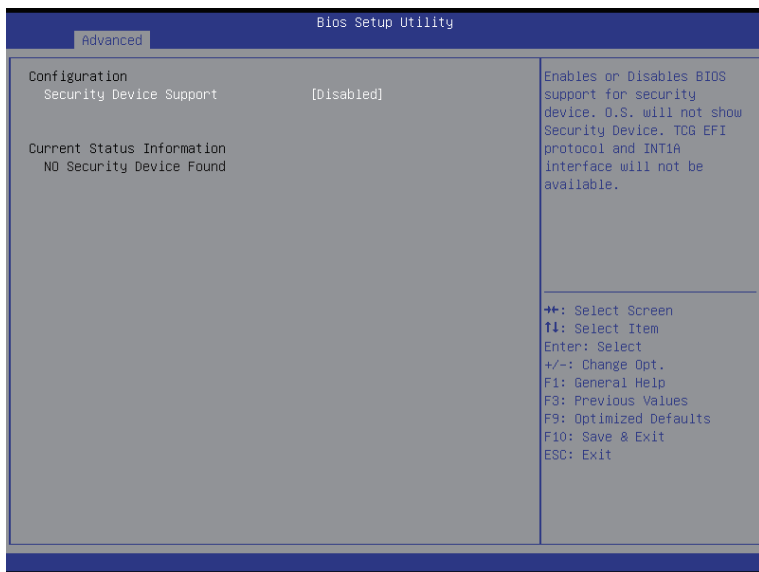 Bios Setup Utility
Advanced
Configuration
Security Device Support [Disabled]
Current Status Information
NO Security Device Found
Enables or Disables BIOS
support for security
device. O.S. will not show
Security Device. TCG EFI
protocol and INT1A
interface will not be
available.
→←: Select Screen
↑↓: Select Item
Enter: Select
+/-: Change Opt.
F1: General Help
F3: Previous Values
F9: Optimized Defaults
F10: Save & Exit
ESC: Exit